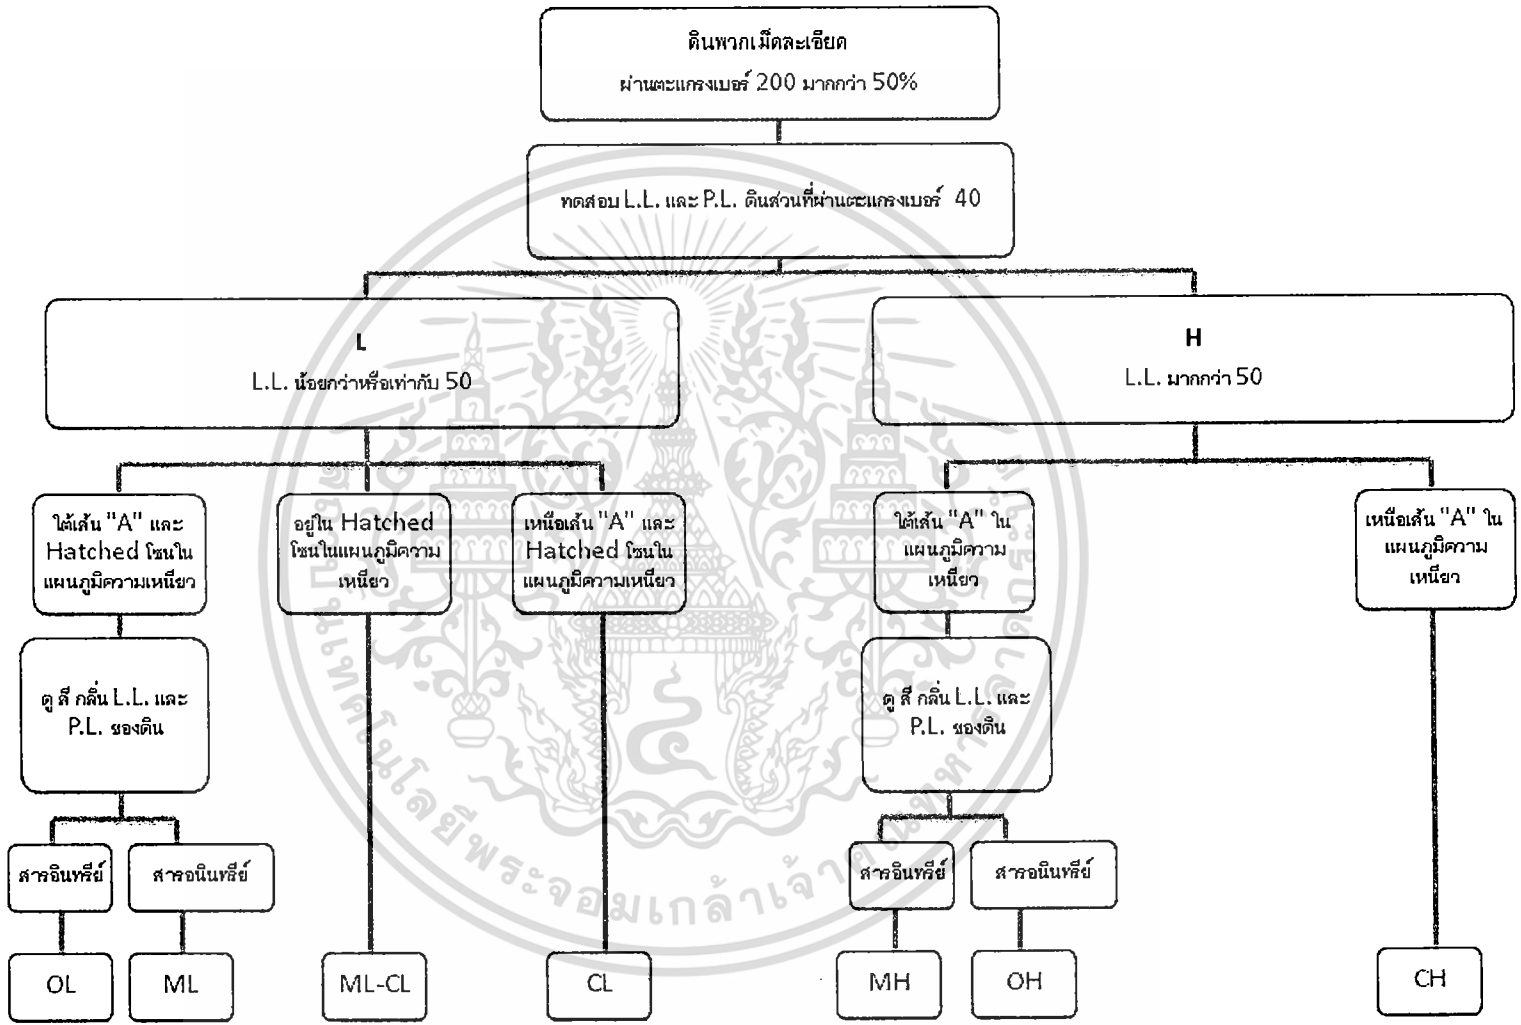 ดินพวกเม็ดละเอียด
ผ่านตะแกรงเบอร์ 200 มากกว่า 50%
ทดสอบ L.L. และ P.L. ดินส่วนที่ผ่านตะแกรงเบอร์ 40
L
L.L. น้อยกว่าหรือเท่ากับ 50
H
L.L. มากกว่า 50
ใต้เส้น "A" และ
Hatched โซนใน
แผนภูมิความเหนียว
อยู่ใน Hatched
โซนในแผนภูมิความ
เหนียว
เหนือเส้น "A" และ
Hatched โซนใน
แผนภูมิความเหนียว
ใต้เส้น "A" ใน
แผนภูมิความ
เหนียว
เหนือเส้น "A" ใน
แผนภูมิความ
เหนียว
ดู สี กลิ่น L.L. และ
P.L. ของดิน
ดู สี กลิ่น L.L. และ
P.L. ของดิน
สารอินทรีย์
สารอนินทรีย์
สารอินทรีย์
สารอนินทรีย์
OL
ML
ML-CL
CL
MH
OH
CH